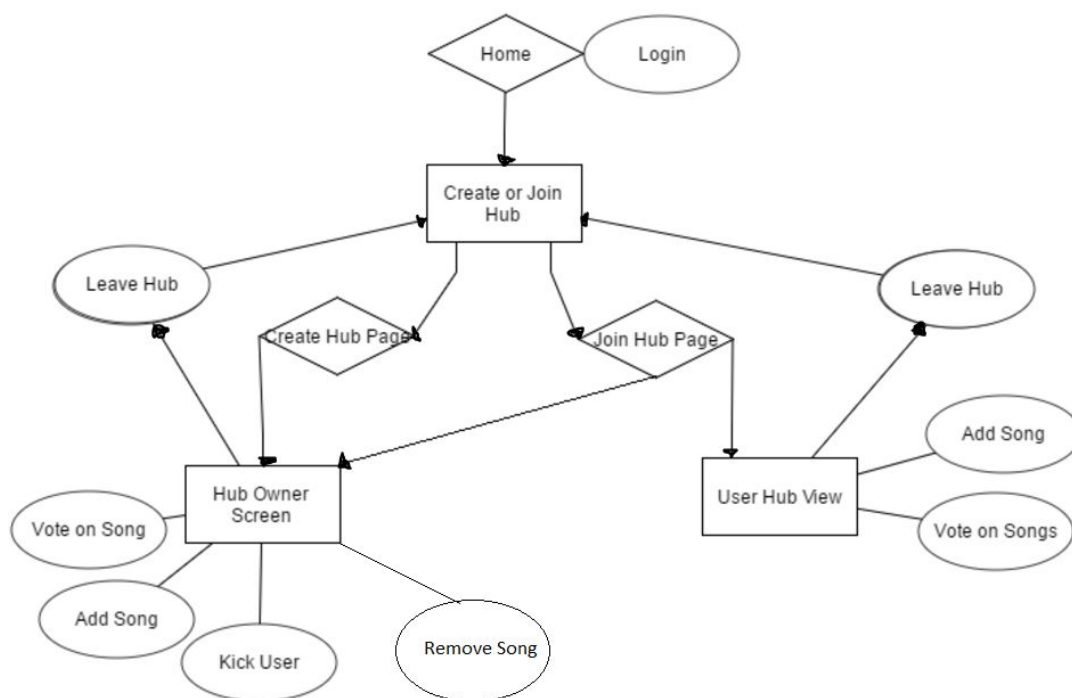 Home
Login
Create or Join
Hub
Leave Hub
Leave Hub
Create Hub Page
Join Hub Page
Add Song
Hub Owner
Screen
User Hub View
Vote on Song
Vote on Songs
Add Song
Kick User
Remove Song